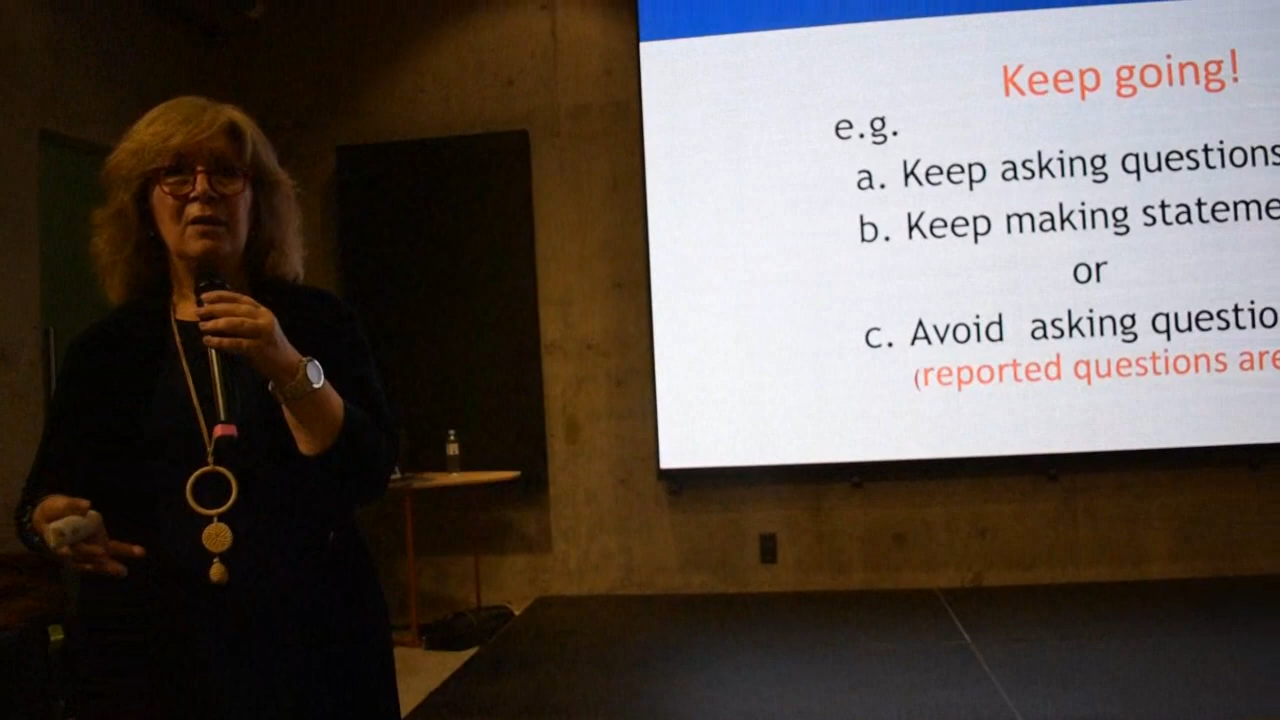 Keep going!
e.g.
a. Keep asking questions
b. Keep making stateme
or
c. Avoid asking questio
(reported questions are